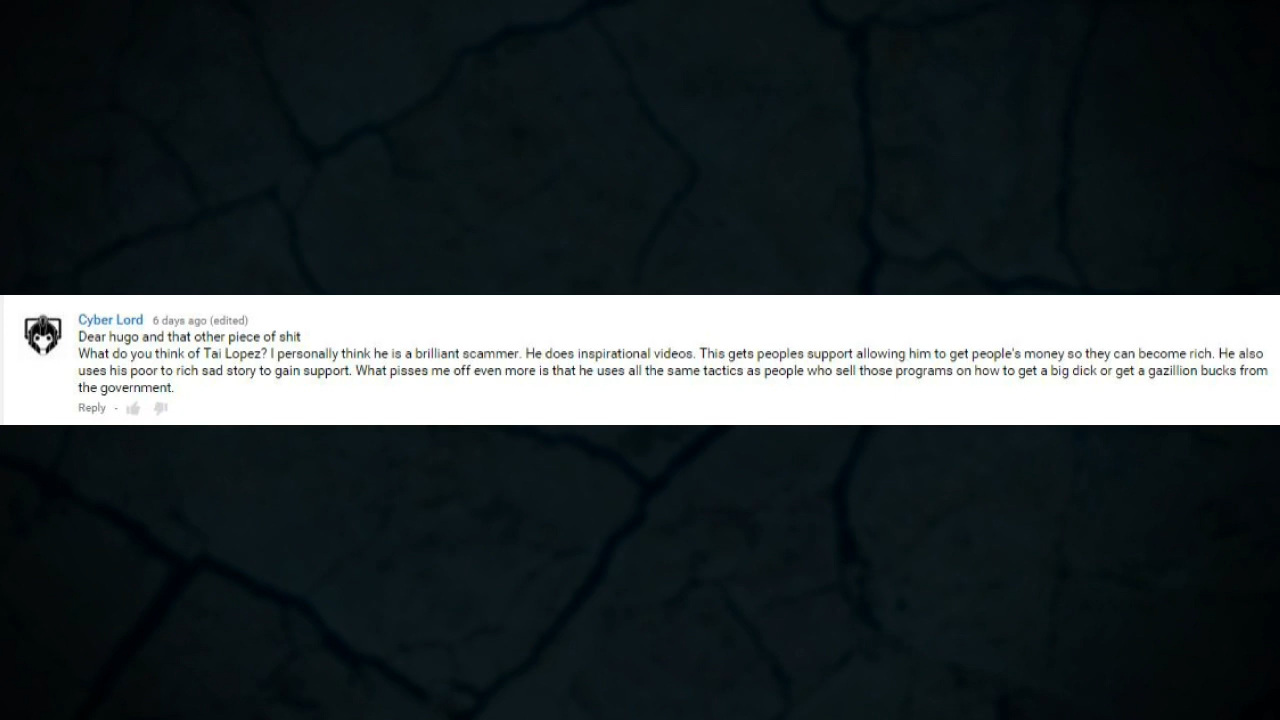 Cyber Lord 6 days ago (edited)
Dear hugo and that other piece of shit
What do you think of Tai Lopez? I personally think he is a brilliant scammer. He does inspirational videos. This gets peoples support allowing him to get people's money so they can become rich. He also
uses his poor to rich sad story to gain support. What pisses me off even more is that he uses all the same tactics as people who sell those programs on how to get a big dick or get a gazillion bucks from
the government.
Reply ·